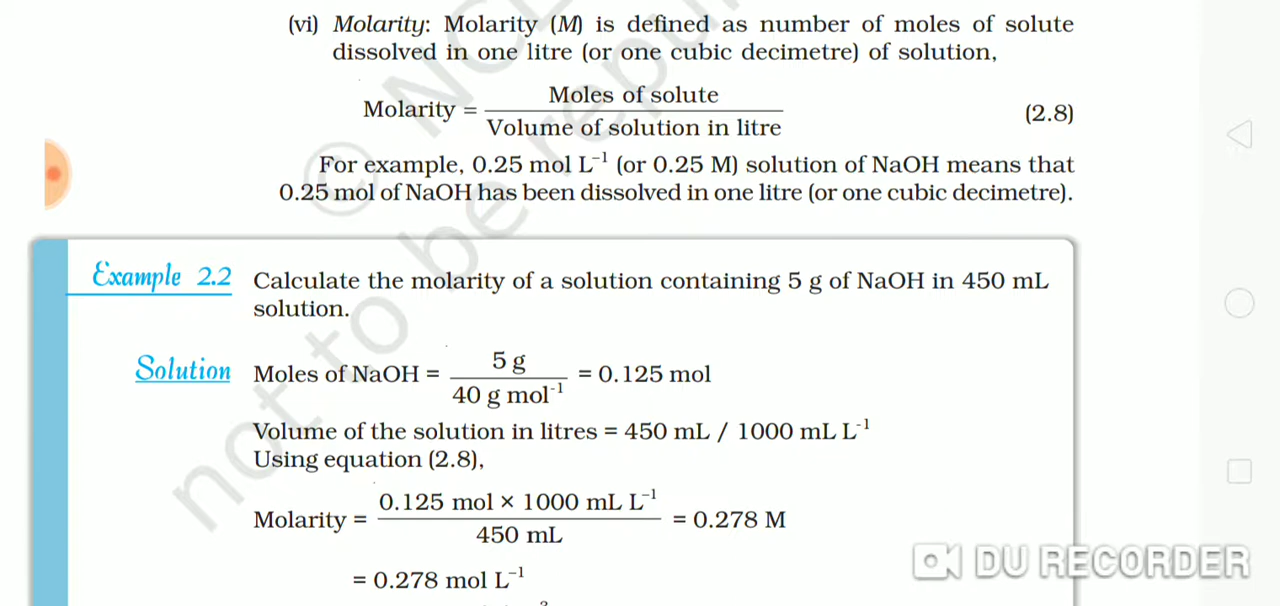 (vi) Molarity: Molarity (M) is defined as number of moles of solute
dissolved in one litre (or one cubic decimetre) of solution,
Molarity = Moles of solute / Volume of solution in litre (2.8)
For example, 0.25 mol L⁻¹ (or 0.25 M) solution of NaOH means that
0.25 mol of NaOH has been dissolved in one litre (or one cubic decimetre).
Example 2.2 Calculate the molarity of a solution containing 5 g of NaOH in 450 mL
solution.
Solution Moles of NaOH = 5 g / 40 g mol⁻¹ = 0.125 mol
Volume of the solution in litres = 450 mL / 1000 mL L⁻¹
Using equation (2.8),
Molarity = 0.125 mol × 1000 mL L⁻¹ / 450 mL = 0.278 M
= 0.278 mol L⁻¹
not to be
DU RECORDER